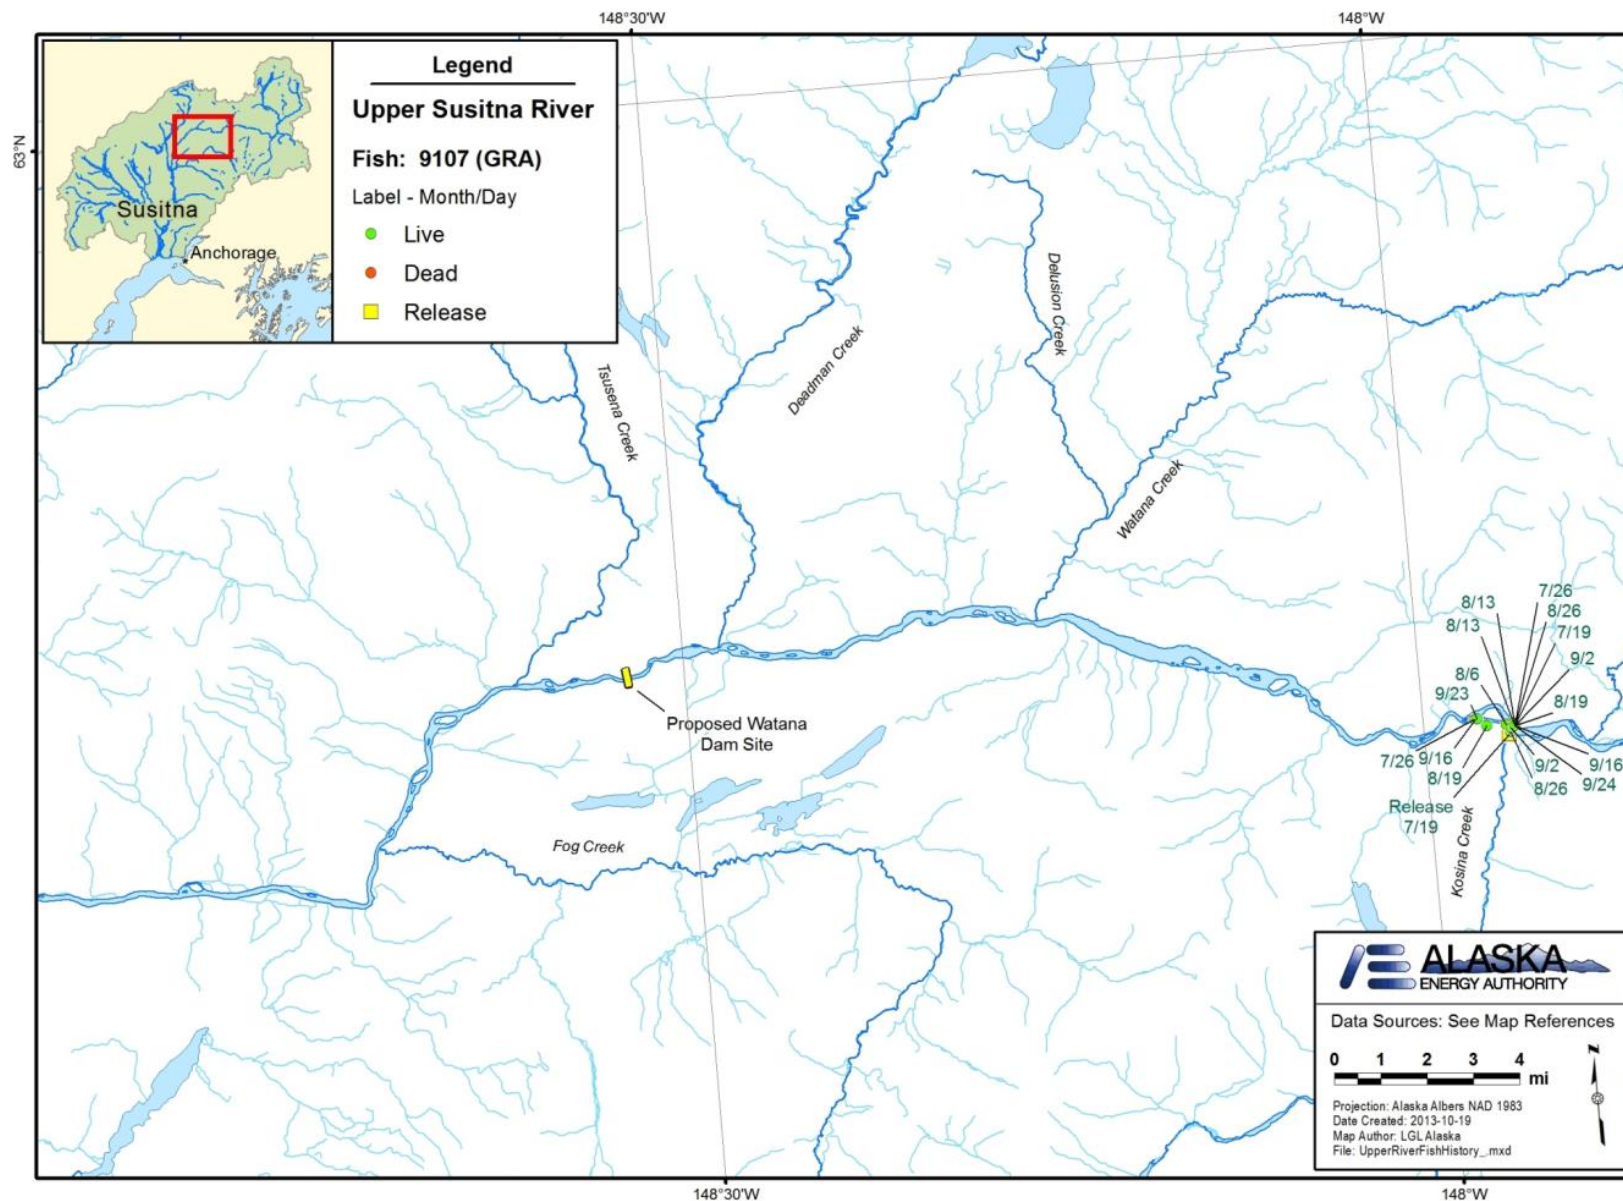 148°30'W
148°W
63°N
Legend
Upper Susitna River
Fish: 9107 (GRA)
Label - Month/Day
Live
Dead
Release
Susitna
Anchorage
Tsusena Creek
Deadman Creek
Delusion Creek
Watana Creek
7/26
8/13
8/26
8/13
7/19
9/2
8/6
9/23
8/19
7/26
9/16
8/19
9/2
8/26
9/16
9/24
Release
7/19
Proposed Watana
Dam Site
Fog Creek
Kosina Creek
ALASKA
ENERGY AUTHORITY
Data Sources: See Map References
0 1 2 3 4
mi
N
Projection: Alaska Albers NAD 1983
Date Created: 2013-10-19
Map Author: LGL Alaska
File: UpperRiverFishHistory_.mxd
148°30'W
148°W